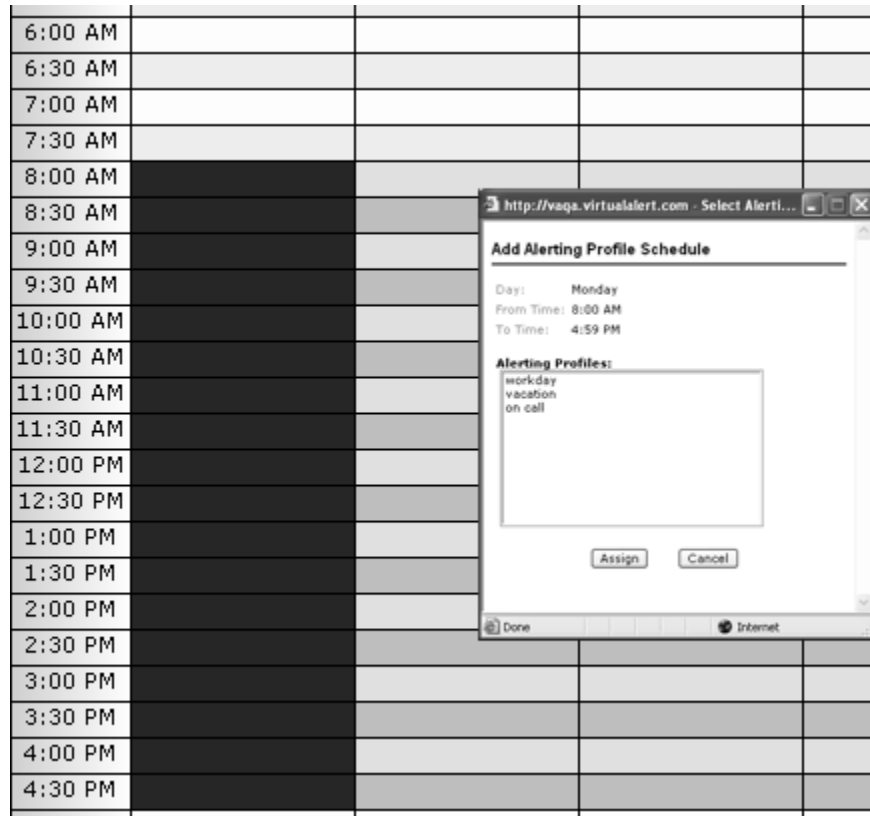 6:00 AM
6:30 AM
7:00 AM
7:30 AM
8:00 AM
8:30 AM
9:00 AM
9:30 AM
10:00 AM
10:30 AM
11:00 AM
11:30 AM
12:00 PM
12:30 PM
1:00 PM
1:30 PM
2:00 PM
2:30 PM
3:00 PM
3:30 PM
4:00 PM
4:30 PM
http://vaqa.virtualalert.com - Select Alerti...
Add Alerting Profile Schedule
Day: Monday
From Time: 8:00 AM
To Time: 4:59 PM
Alerting Profiles:
workday
vacation
on call
Assign Cancel
Done Internet